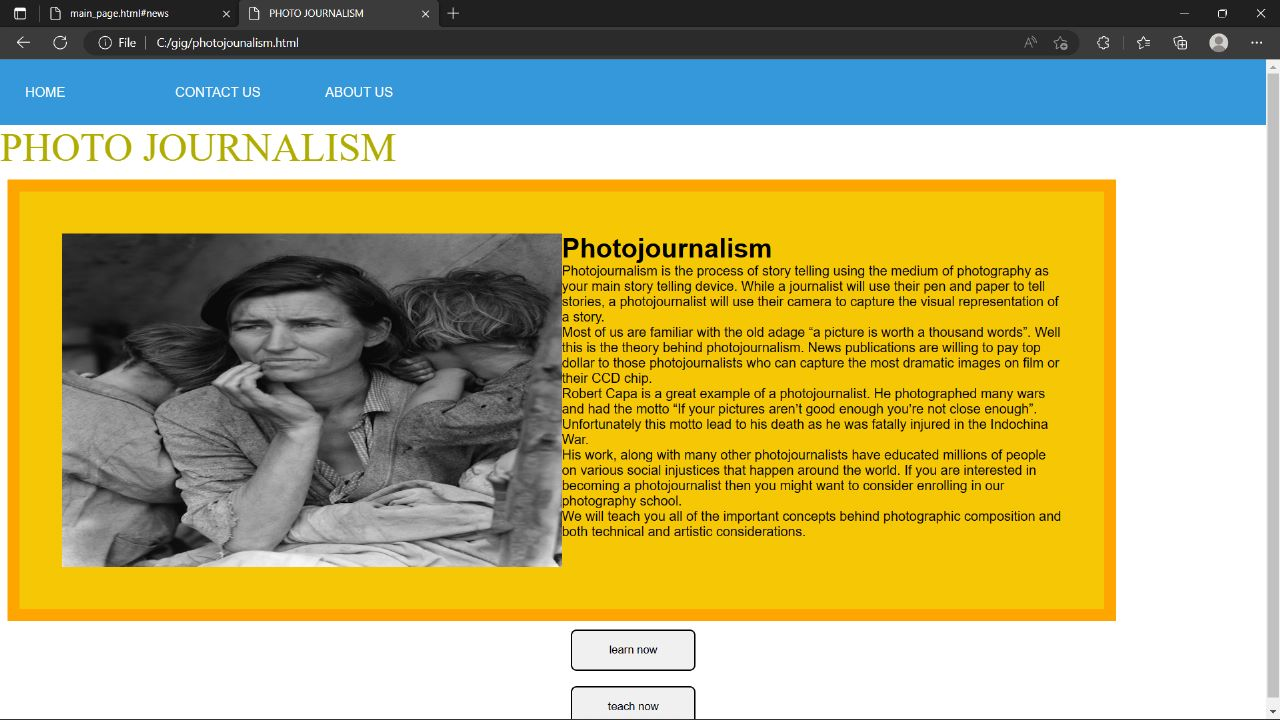 main_page.html#news
PHOTO JOURNALISM
File
C:/gig/photojounalism.html
HOME
CONTACT US
ABOUT US
PHOTO JOURNALISM
Photojournalism
Photojournalism is the process of story telling using the medium of photography as
your main story telling device. While a journalist will use their pen and paper to tell
stories, a photojournalist will use their camera to capture the visual representation of
a story.
Most of us are familiar with the old adage “a picture is worth a thousand words”. Well
this is the theory behind photojournalism. News publications are willing to pay top
dollar to those photojournalists who can capture the most dramatic images on film or
their CCD chip.
Robert Capa is a great example of a photojournalist. He photographed many wars
and had the motto “If your pictures aren’t good enough you’re not close enough”.
Unfortunately this motto lead to his death as he was fatally injured in the Indochina
War.
His work, along with many other photojournalists have educated millions of people
on various social injustices that happen around the world. If you are interested in
becoming a photojournalist then you might want to consider enrolling in our
photography school.
We will teach you all of the important concepts behind photographic composition and
both technical and artistic considerations.
learn now
teach now